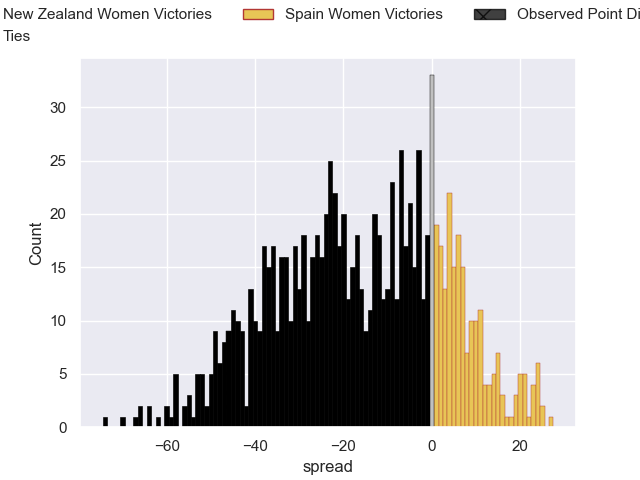 New Zealand Women Victories Spain Women Victories Observed Point Di
Ties
30
25
20
15
10
5
0
Count
−60 −40 −20 0 20
spread